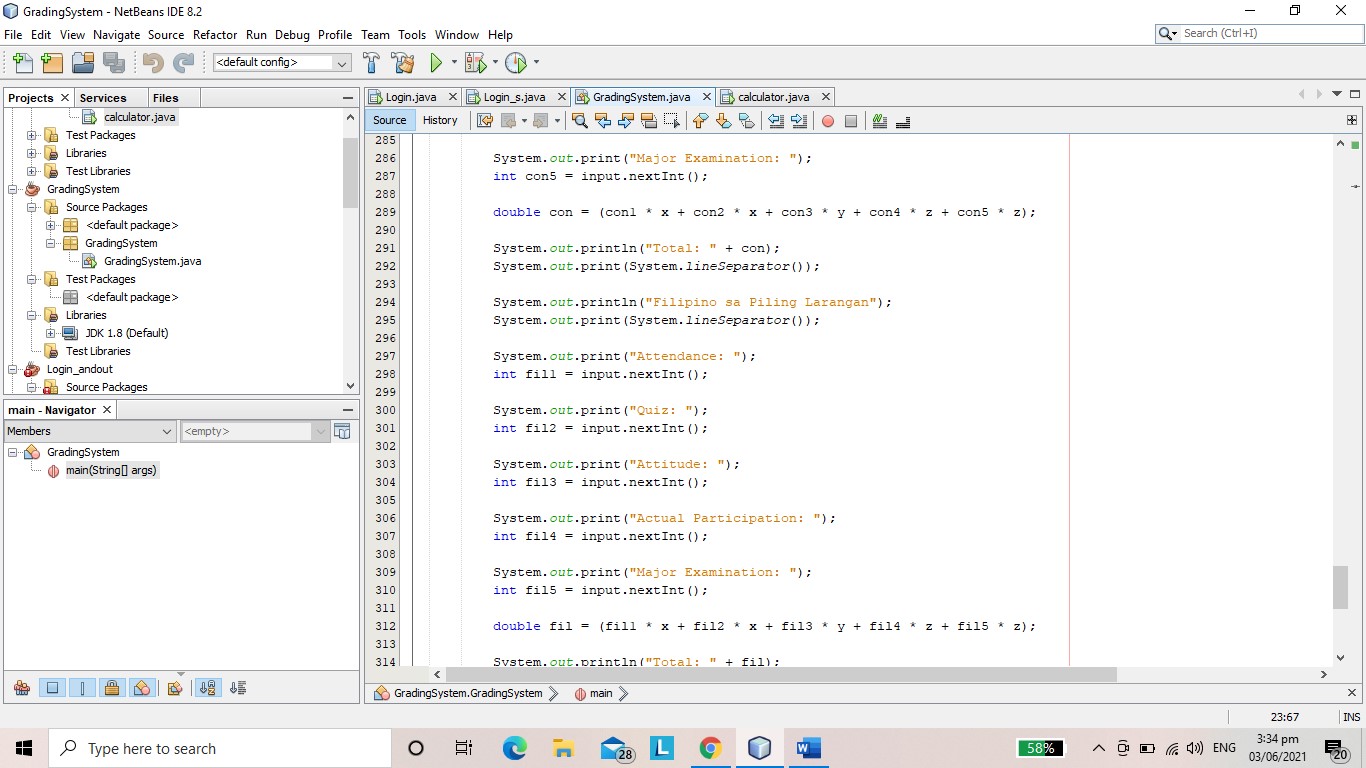 GradingSystem - NetBeans IDE 8.2
File Edit View Navigate Source Refactor Run Debug Profile Team Tools Window Help
Search (Ctrl+I)
<default config>
Projects Services Files
calculator.java
Test Packages
Libraries
Test Libraries
GradingSystem
Source Packages
<default package>
GradingSystem
GradingSystem.java
Test Packages
<default package>
Libraries
JDK 1.8 (Default)
Test Libraries
Login_andout
Source Packages
main - Navigator
Members <empty>
GradingSystem
main(String[] args)
Login.java Login_s.java GradingSystem.java calculator.java
Source History
285
286 System.out.print("Major Examination: ");
287 int con5 = input.nextInt();
288
289 double con = (con1 * x + con2 * x + con3 * y + con4 * z + con5 * z);
290
291 System.out.println("Total: " + con);
292 System.out.print(System.lineSeparator());
293
294 System.out.println("Filipino sa Piling Larangan");
295 System.out.print(System.lineSeparator());
296
297 System.out.print("Attendance: ");
298 int fil1 = input.nextInt();
299
300 System.out.print("Quiz: ");
301 int fil2 = input.nextInt();
302
303 System.out.print("Attitude: ");
304 int fil3 = input.nextInt();
305
306 System.out.print("Actual Participation: ");
307 int fil4 = input.nextInt();
308
309 System.out.print("Major Examination: ");
310 int fil5 = input.nextInt();
311
312 double fil = (fil1 * x + fil2 * x + fil3 * y + fil4 * z + fil5 * z);
313
314 System.out.println("Total: " + fil);
GradingSystem.GradingSystem main
23:67 INS
Type here to search
28
L
W
58%
ENG
3:34 pm
03/06/2021
20